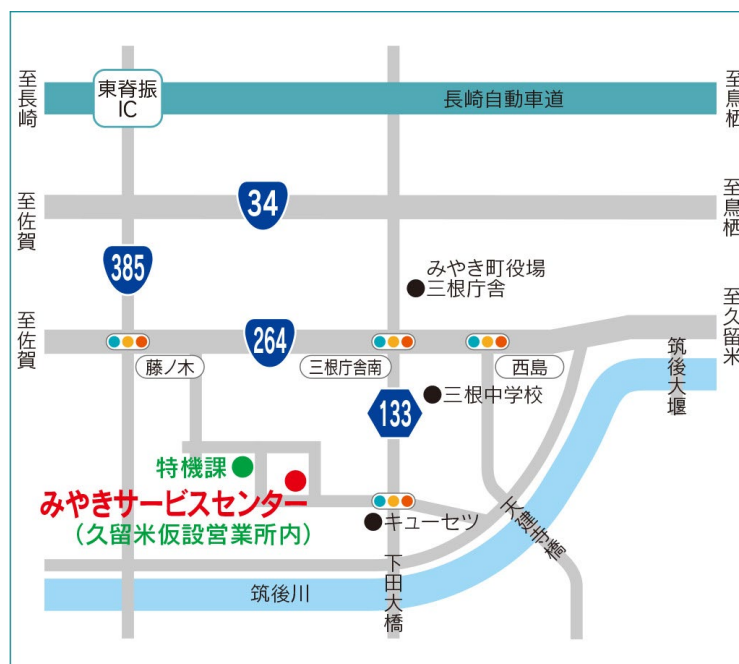 至長崎
東脊振
IC
長崎自動車道
至鳥栖
至佐賀
34
至鳥栖
385
みやき町役場
三根庁舎
至佐賀
264
至久留米
藤ノ木
三根庁舎南
西島
筑後大堰
133
三根中学校
特機課
みやきサービスセンター
(久留米仮設営業所内)
キューセツ
天建寺橋
下田大橋
筑後川